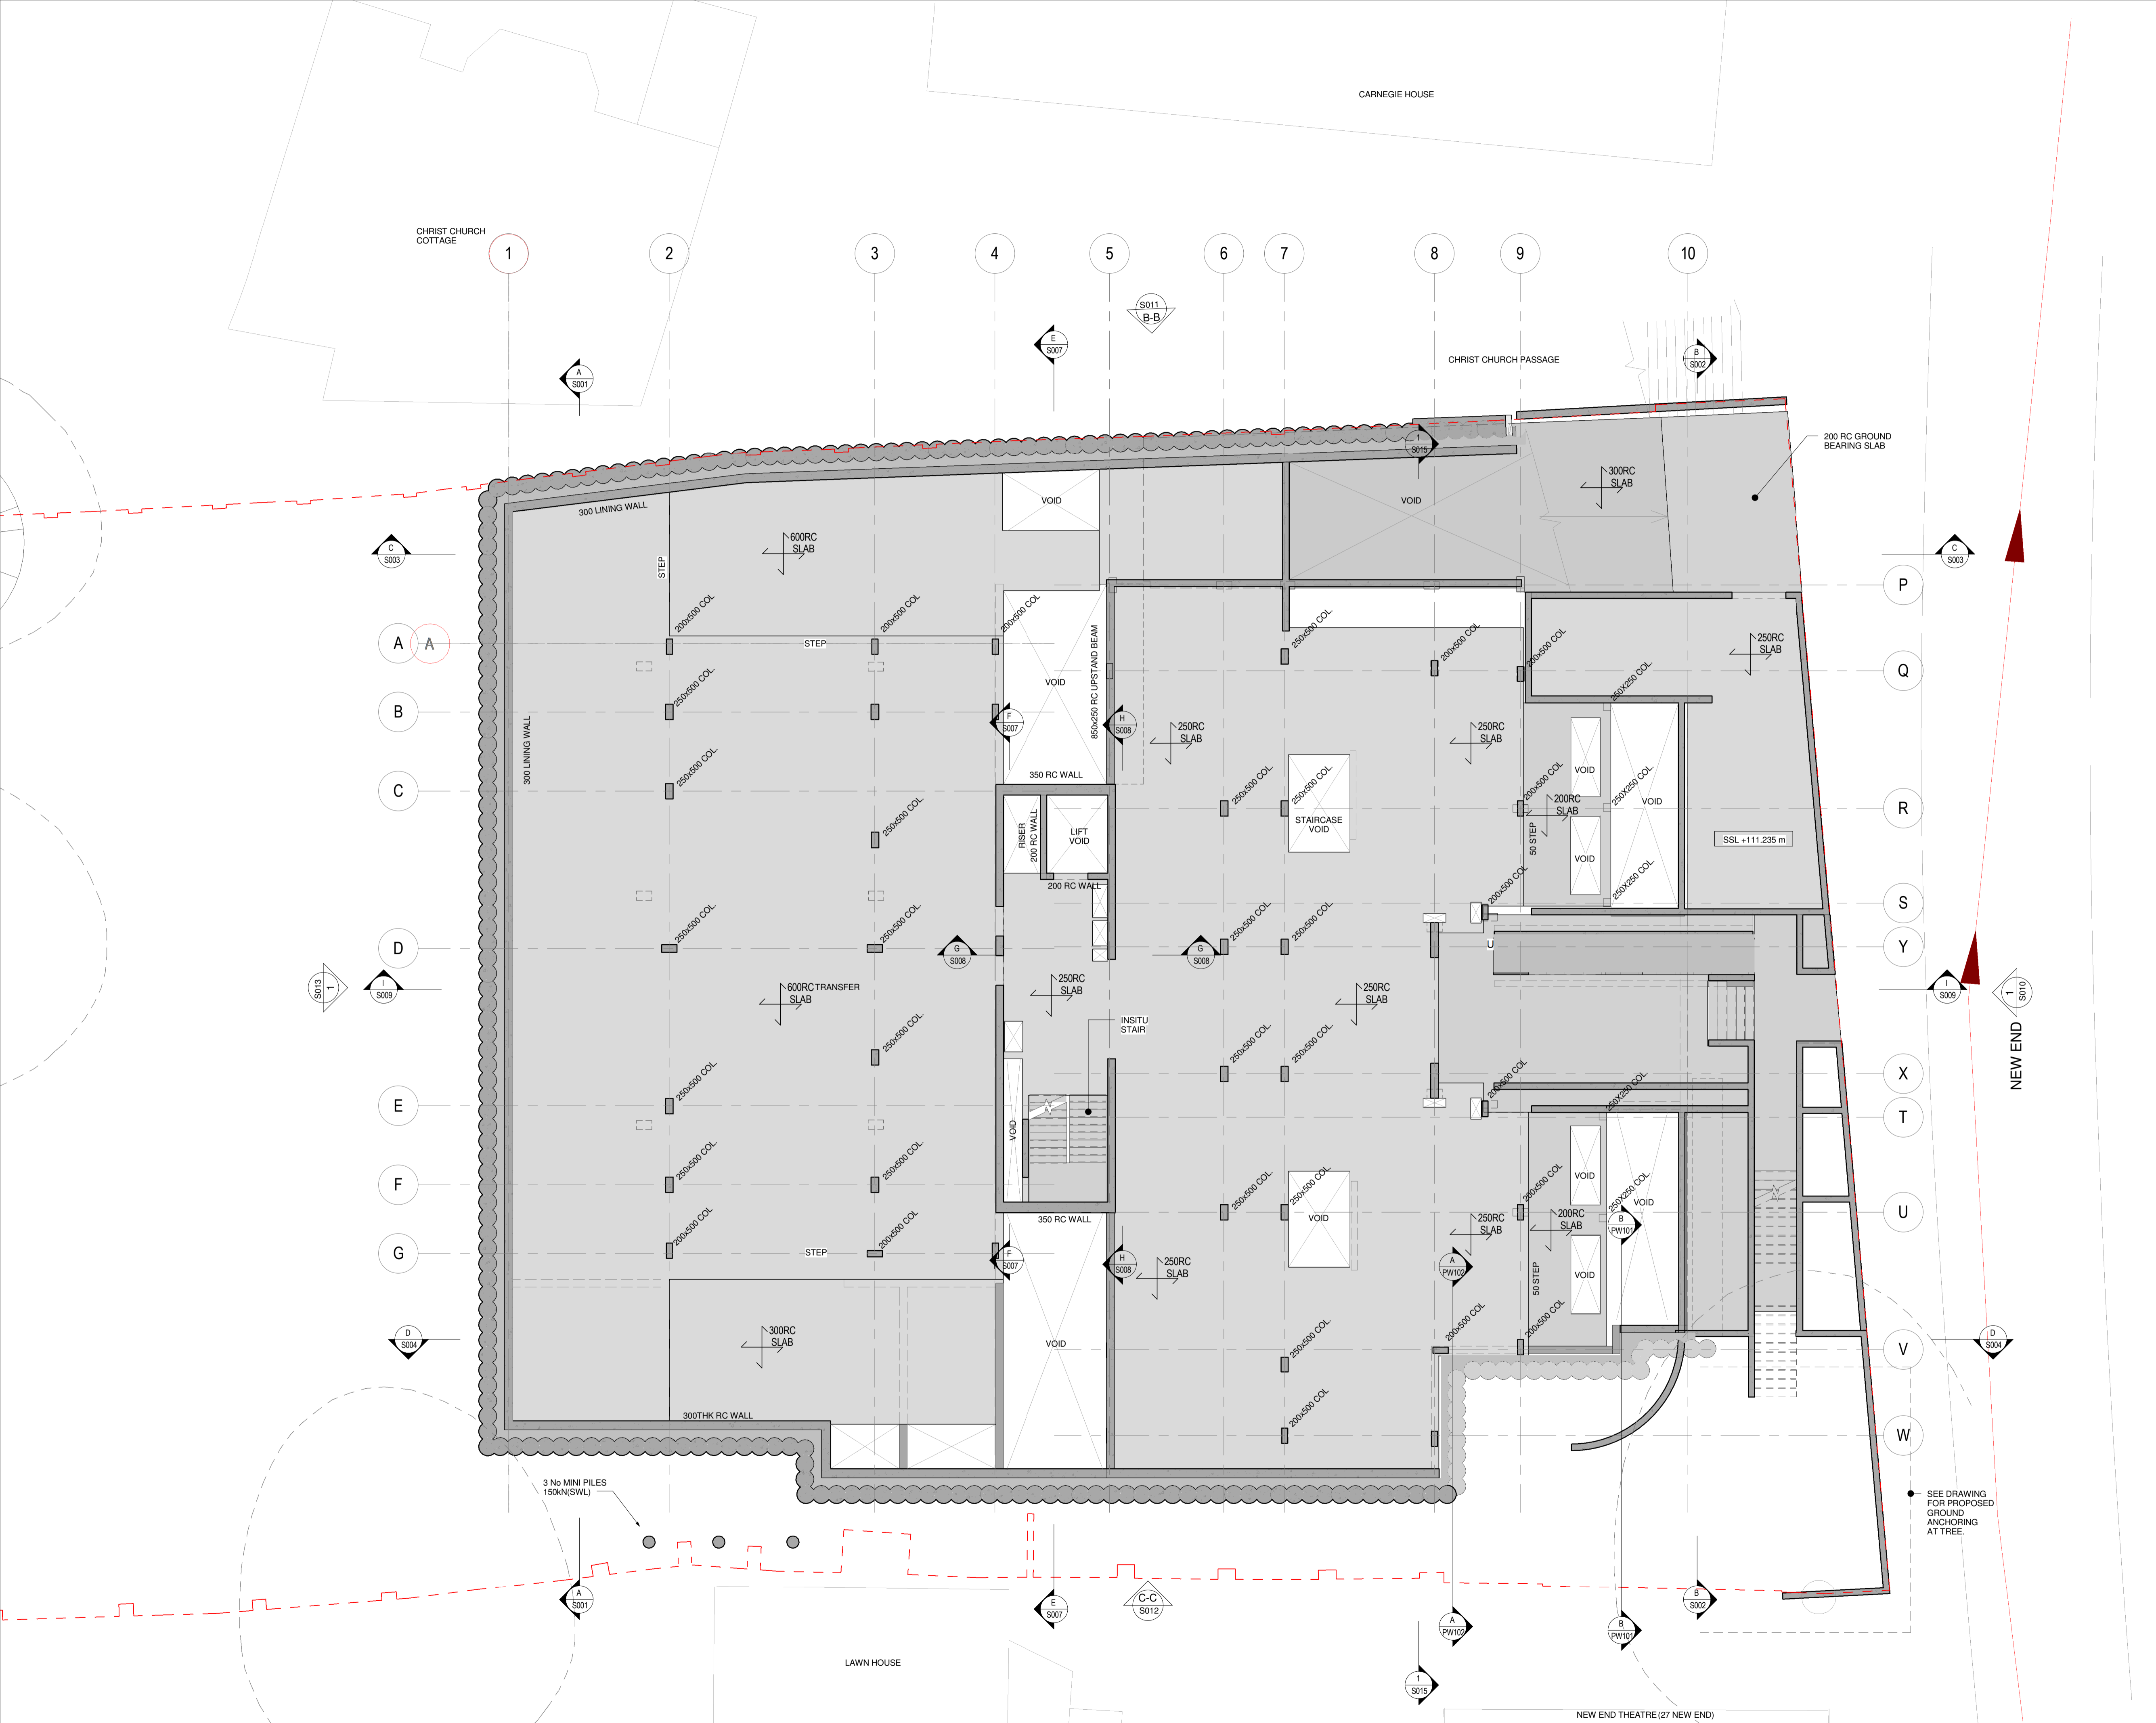 CARNEGIE HOUSE
CHRIST CHURCH
COTTAGE
1
2
3
4
5
6
7
8
9
10
S011
B-B
E
S007
CHRIST CHURCH PASSAGE
B
S002
A
S001
200 RC GROUND
BEARING SLAB
1
S015
300RC
SLAB
VOID
VOID
300 LINING WALL
C
S003
600RC
SLAB
STEP
C
S003
P
200x500 COL
200x500 COL
200x500 COL
250x500 COL.
A
A
STEP
850x250 RC UPSTAND BEAM
200x500 COL
200x500 COL
250RC
SLAB
Q
VOID
250x500 COL
250X250 COL.
B
F
S007
H
S008
250RC
SLAB
250RC
SLAB
300 LINING WALL
250x500 COL
350 RC WALL
VOID
C
250x500 COL.
250x500 COL.
200x500 COL
250X250 COL.
VOID
200RC
SLAB
R
RISER
200 RC WALL
LIFT
VOID
STAIRCASE
VOID
250x500 COL
50 STEP
SSL +111.235 m
VOID
200 RC WALL
200x500 COL
250X250 COL.
S
250x500 COL.
250x500 COL.
250x500 COL.
250x500 COL.
D
G
S008
G
S008
U
Y
S013
1
I
S009
600RC TRANSFER
SLAB
250RC
SLAB
250RC
SLAB
I
S009
1
S010
INSITU
STAIR
NEW END
250x500 COL
250x500 COL.
250x500 COL.
X
250x500 COL
200x500 COL
250X250 COL.
E
VOID
T
250x500 COL
250x500 COL
250x500 COL.
250x500 COL.
200x500 COL
250X250 COL.
VOID
VOID
F
350 RC WALL
VOID
250RC
SLAB
200RC
SLAB
B
PW101
U
200x500 COL
200x500 COL
G
STEP
F
S007
H
S008
250RC
SLAB
A
PW102
50 STEP
VOID
D
S004
300RC
SLAB
VOID
250x500 COL.
200x500 COL
200x500 COL
D
S004
V
300THK RC WALL
200x500 COL
W
3 No MINI PILES
150kN(SWL)
SEE DRAWING
FOR PROPOSED
GROUND
ANCHORING
AT TREE.
A
S001
E
S007
C-C
S012
A
PW102
B
PW101
B
S002
LAWN HOUSE
1
S015
NEW END THEATRE (27 NEW END)